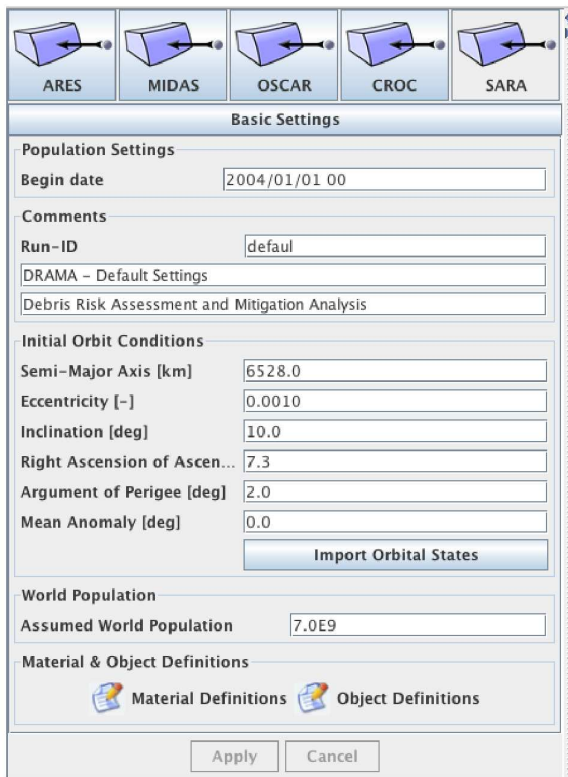 ARES MIDAS OSCAR CROC SARA
Basic Settings
Population Settings
Begin date 2004/01/01 00
Comments
Run-ID defaul
DRAMA - Default Settings
Debris Risk Assessment and Mitigation Analysis
Initial Orbit Conditions
Semi-Major Axis [km] 6528.0
Eccentricity [-] 0.0010
Inclination [deg] 10.0
Right Ascension of Ascen... 7.3
Argument of Perigee [deg] 2.0
Mean Anomaly [deg] 0.0
Import Orbital States
World Population
Assumed World Population 7.0E9
Material & Object Definitions
Material Definitions Object Definitions
Apply Cancel